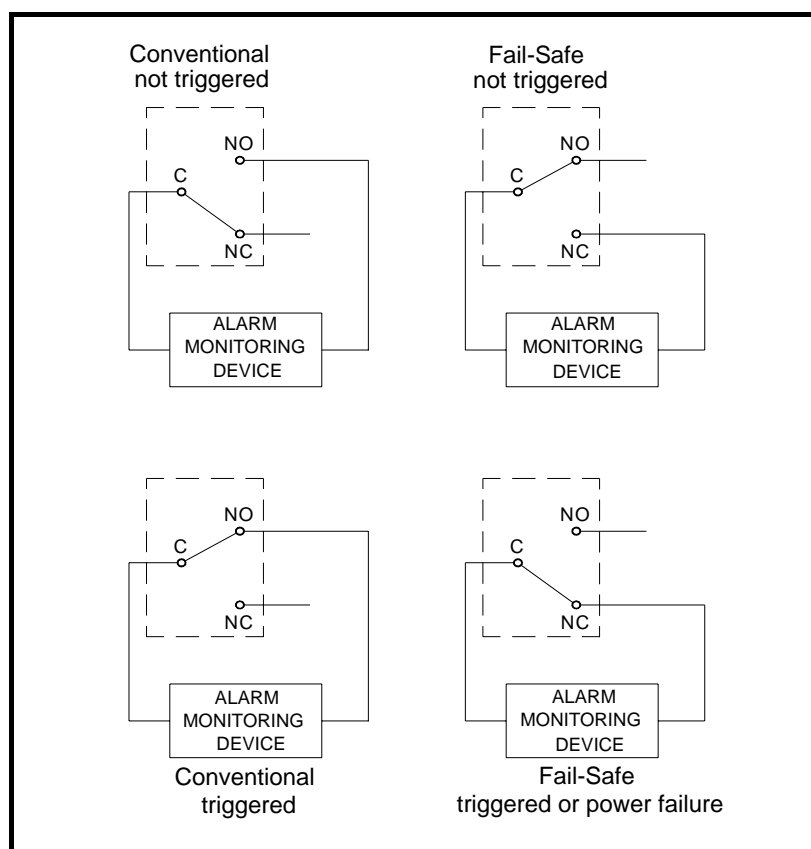 Conventional
not triggered
NO
C
NC
ALARM
MONITORING
DEVICE
Fail-Safe
not triggered
NO
C
NC
ALARM
MONITORING
DEVICE
NO
C
NC
ALARM
MONITORING
DEVICE
Conventional
triggered
NO
C
NC
ALARM
MONITORING
DEVICE
Fail-Safe
triggered or power failure